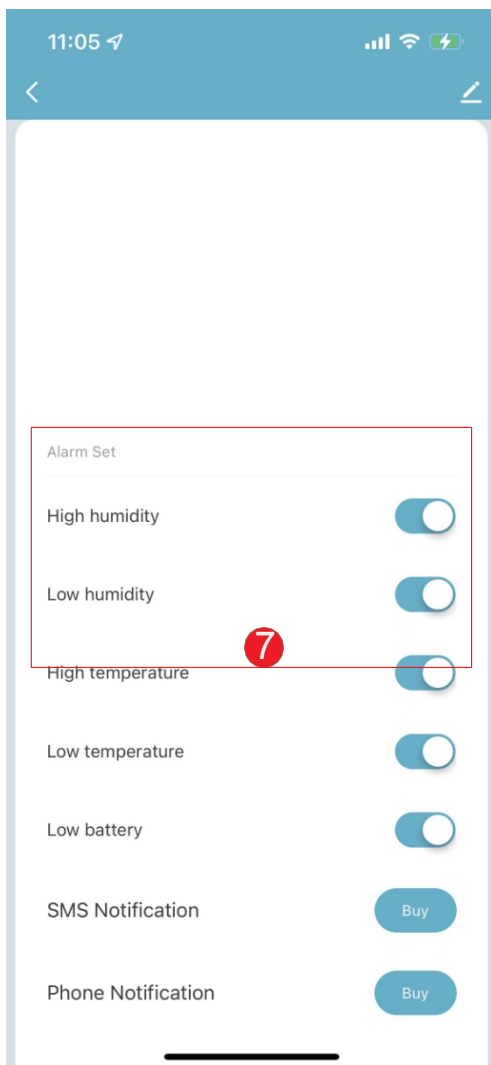 11:05
Alarm Set
High humidity
Low humidity
7
High temperature
Low temperature
Low battery
SMS Notification
Buy
Phone Notification
Buy